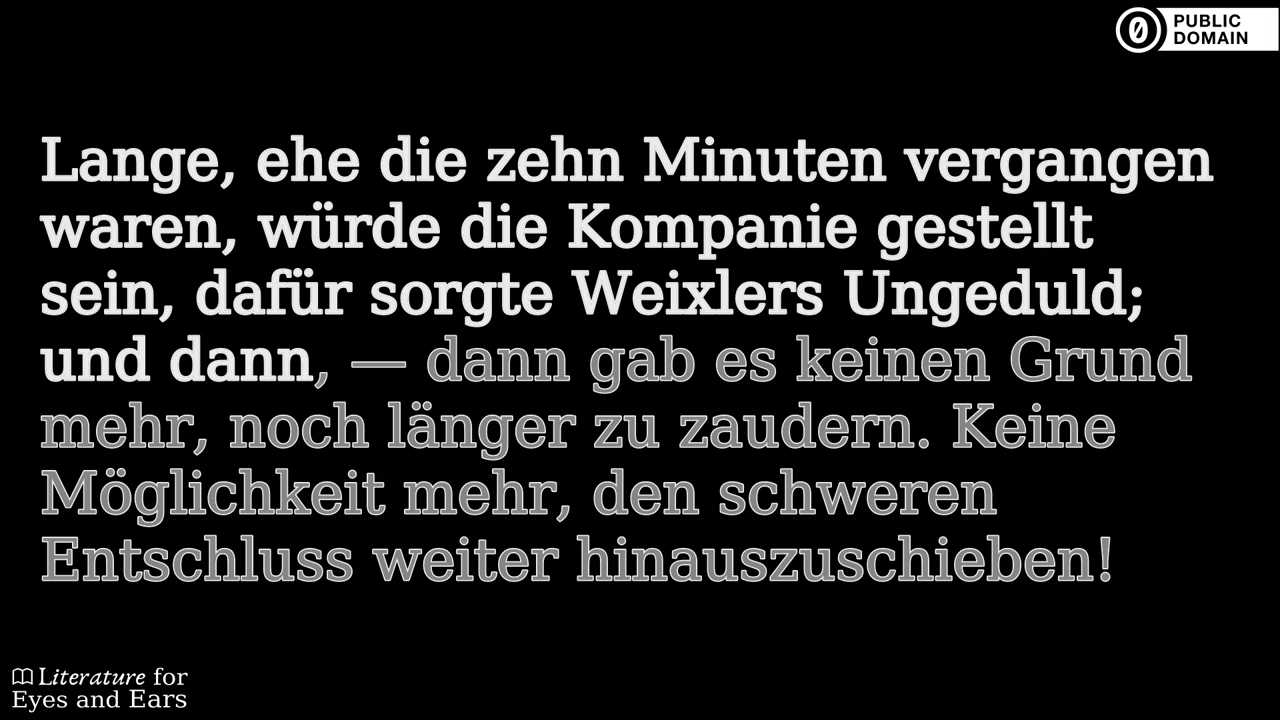 PUBLIC
DOMAIN
Lange, ehe die zehn Minuten vergangen
waren, würde die Kompanie gestellt
sein, dafür sorgte Weixlers Ungeduld;
und dann, — dann gab es keinen Grund
mehr, noch länger zu zaudern. Keine
Möglichkeit mehr, den schweren
Entschluss weiter hinauszuschieben!
Literature for
Eyes and Ears